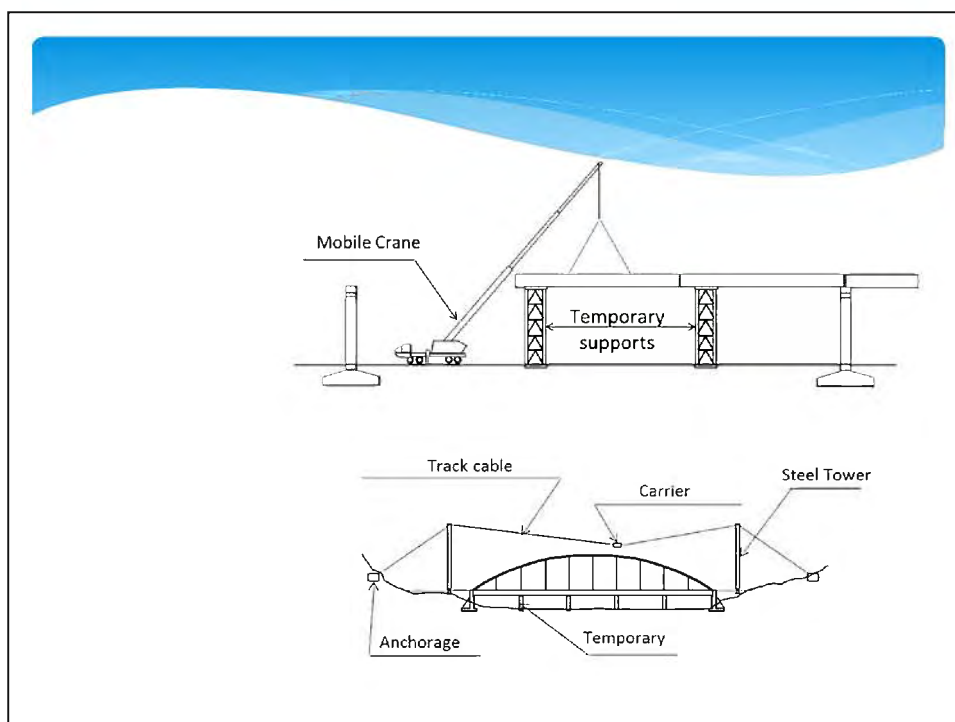 Mobile Crane
Temporary
supports
Track cable
Carrier
Steel Tower
Anchorage
Temporary